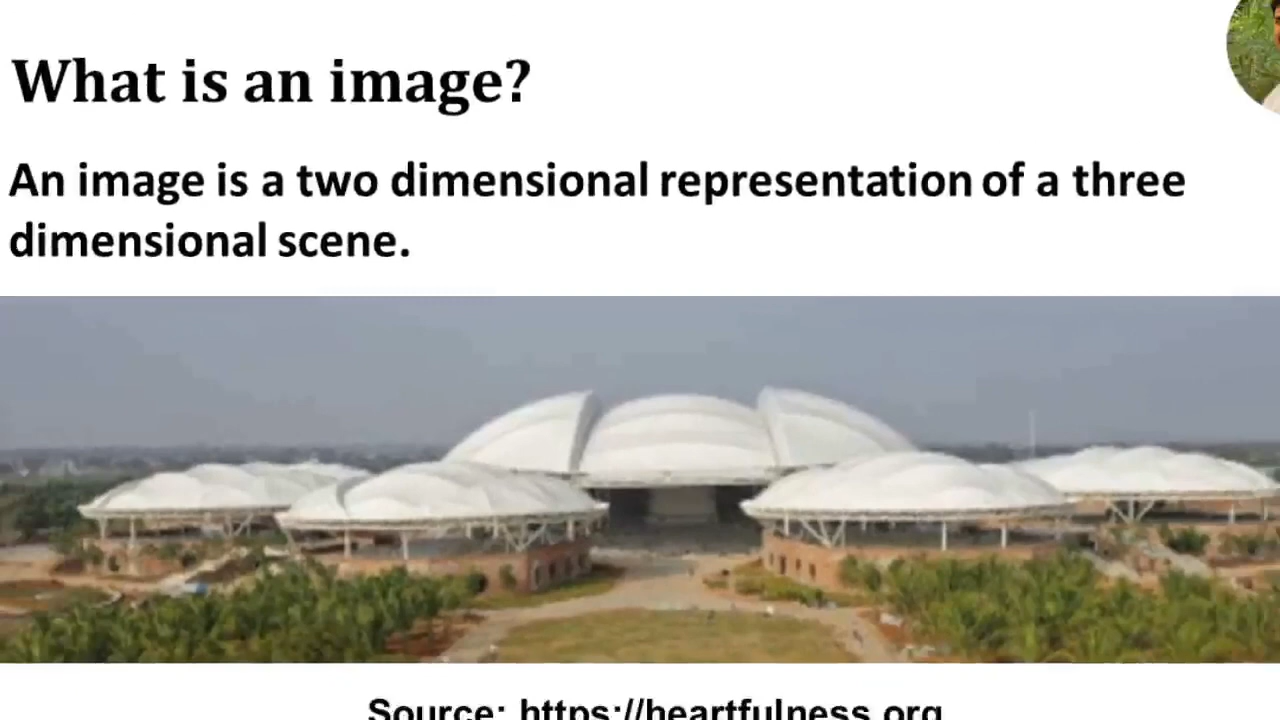 What is an image?
An image is a two dimensional representation of a three
dimensional scene.
Source: https://heartfulness.org